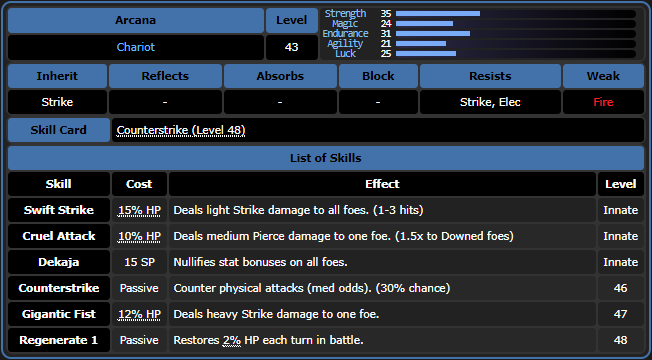 Arcana Level
Chariot 43
Strength 35
Magic 24
Endurance 31
Agility 21
Luck 25
Inherit Reflects Absorbs Block Resists Weak
Strike - - - Strike, Elec Fire
Skill Card Counterstrike (Level 48)
List of Skills
Skill Cost Effect Level
Swift Strike 15% HP Deals light Strike damage to all foes. (1-3 hits) Innate
Cruel Attack 10% HP Deals medium Pierce damage to one foe. (1.5x to Downed foes) Innate
Dekaja 15 SP Nullifies stat bonuses on all foes. Innate
Counterstrike Passive Counter physical attacks (med odds). (30% chance) 46
Gigantic Fist 12% HP Deals heavy Strike damage to one foe. 47
Regenerate 1 Passive Restores 2% HP each turn in battle. 48